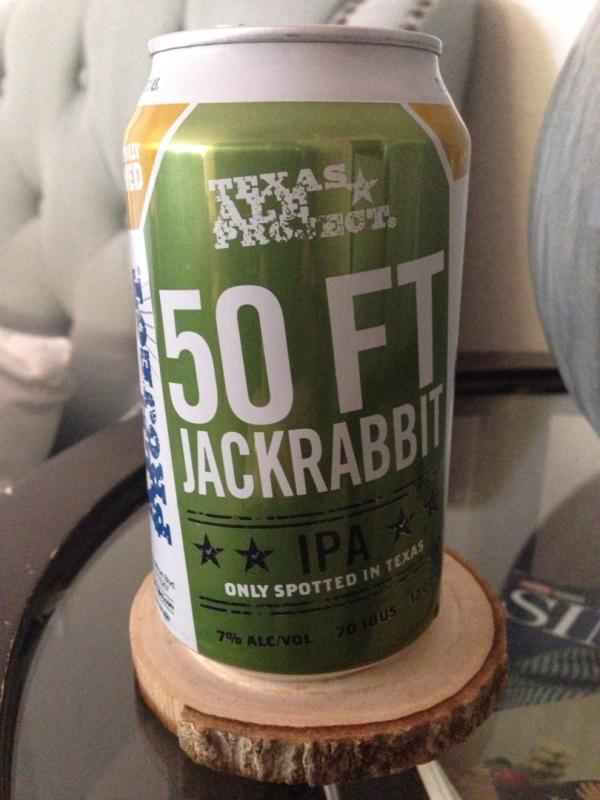 TEXAS
ALE
PROJECT.
50 FT
JACKRABBIT
IPA
ONLY SPOTTED IN TEXAS
7% ALC/VOL 70 IBUS